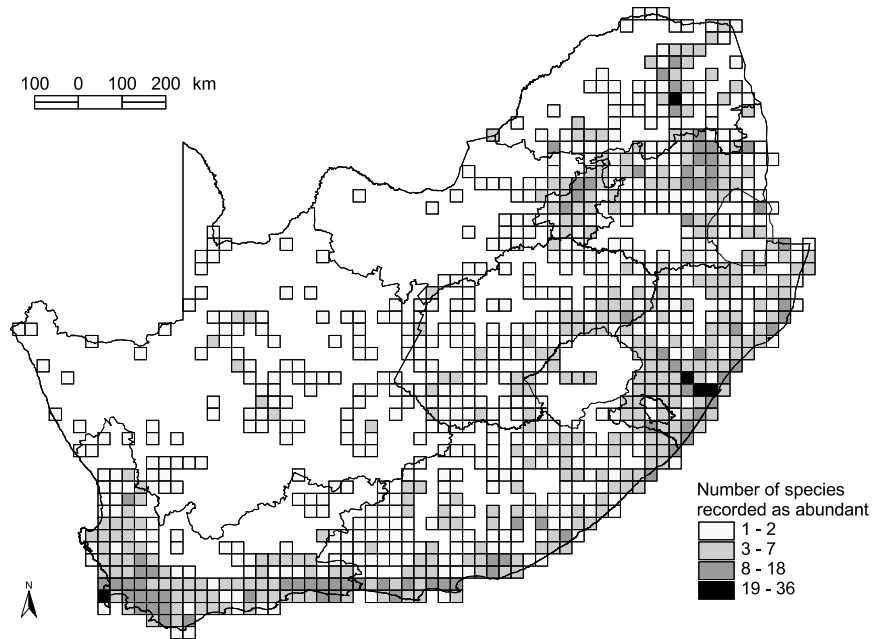 100 0 100 200 km
Number of species
recorded as abundant
1 - 2
3 - 7
8 - 18
19 - 36
N